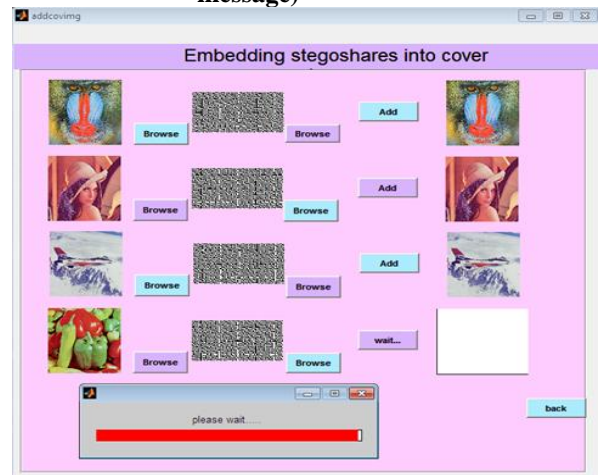 message)
addcovimg
Embedding stegoshares into cover
Browse
Browse
Add
Browse
Browse
Add
Browse
Browse
Add
Browse
Browse
wait...
please wait.....
back